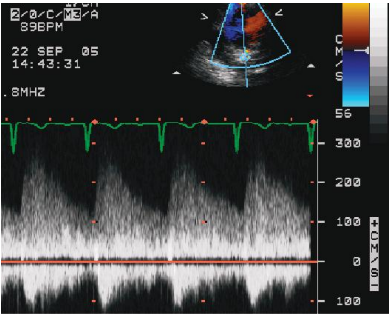 2/0/C/M3/A
89BPM
22 SEP 05
14:43:31
.8MHZ
C
M
/
S
56
300
200
100
0
100
+CM/S-